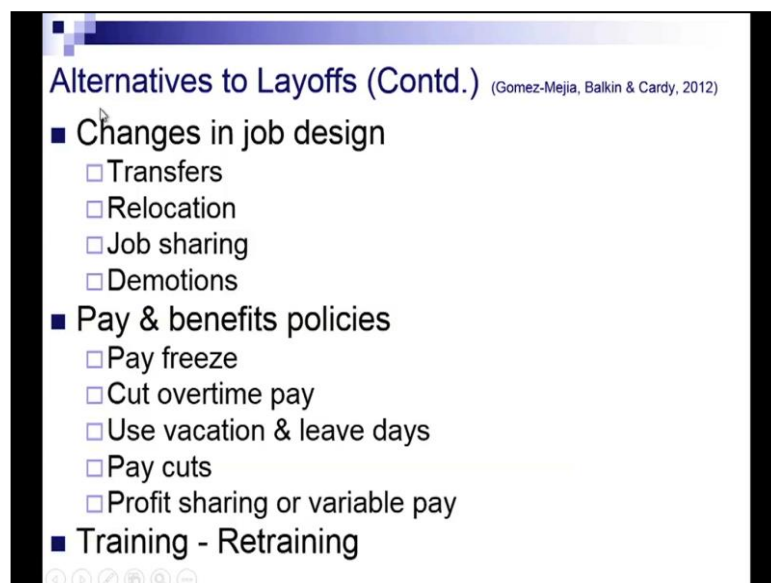 Alternatives to Layoffs (Contd.) (Gomez-Mejia, Balkin & Cardy, 2012)
Changes in job design
Transfers
Relocation
Job sharing
Demotions
Pay & benefits policies
Pay freeze
Cut overtime pay
Use vacation & leave days
Pay cuts
Profit sharing or variable pay
Training - Retraining